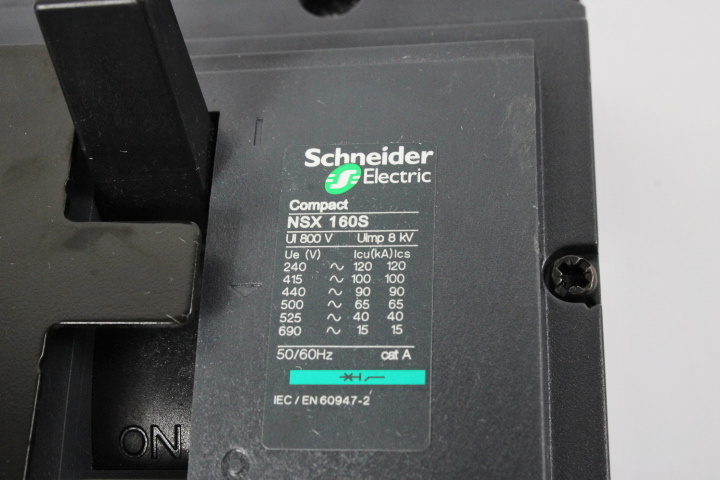 Schneider
Electric
Compact
NSX 160S
Ui 800 V Uimp 8 kV
Ue (V) Icu(kA)Ics
240 ~ 120 120
415 ~ 100 100
440 ~ 90 90
500 ~ 65 65
525 ~ 40 40
690 ~ 15 15
50/60Hz cat A
IEC / EN 60947-2
ON